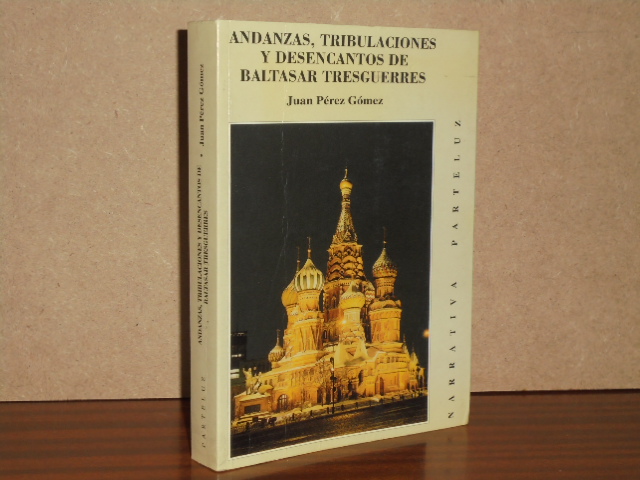 ANDANZAS, TRIBULACIONES
Y DESENCANTOS DE
BALTASAR TRESGUERRES
Juan Pérez Gómez
NARRATIVA PARTELUZ
Juan Pérez Gómez
ANDANZAS, TRIBULACIONES Y DESENCANTOS DE
BALTASAR TRESGUERRES